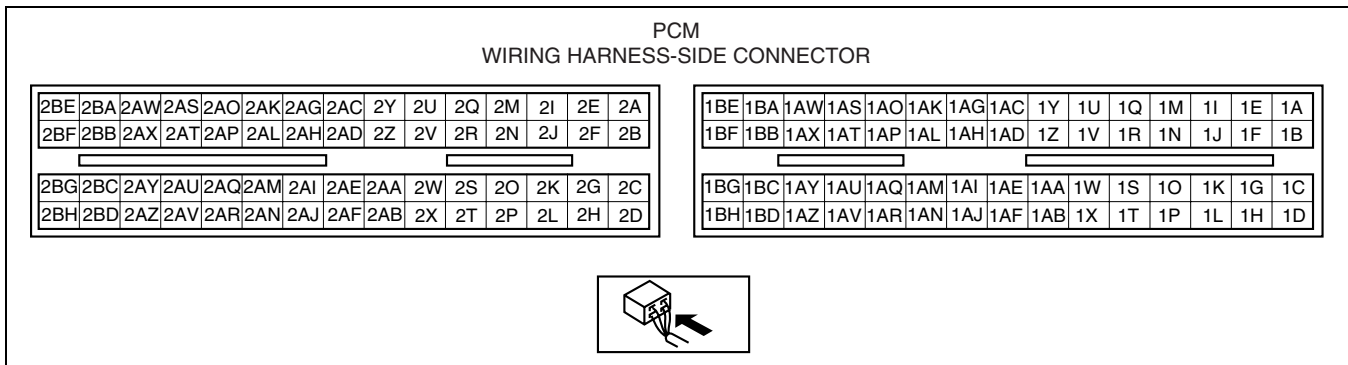 PCM
WIRING HARNESS-SIDE CONNECTOR
2BE 2BA 2AW 2AS 2AO 2AK 2AG 2AC 2Y 2U 2Q 2M 2I 2E 2A
2BF 2BB 2AX 2AT 2AP 2AL 2AH 2AD 2Z 2V 2R 2N 2J 2F 2B
2BG 2BC 2AY 2AU 2AQ 2AM 2AI 2AE 2AA 2W 2S 2O 2K 2G 2C
2BH 2BD 2AZ 2AV 2AR 2AN 2AJ 2AF 2AB 2X 2T 2P 2L 2H 2D
1BE 1BA 1AW 1AS 1AO 1AK 1AG 1AC 1Y 1U 1Q 1M 1I 1E 1A
1BF 1BB 1AX 1AT 1AP 1AL 1AH 1AD 1Z 1V 1R 1N 1J 1F 1B
1BG 1BC 1AY 1AU 1AQ 1AM 1AI 1AE 1AA 1W 1S 1O 1K 1G 1C
1BH 1BD 1AZ 1AV 1AR 1AN 1AJ 1AF 1AB 1X 1T 1P 1L 1H 1D